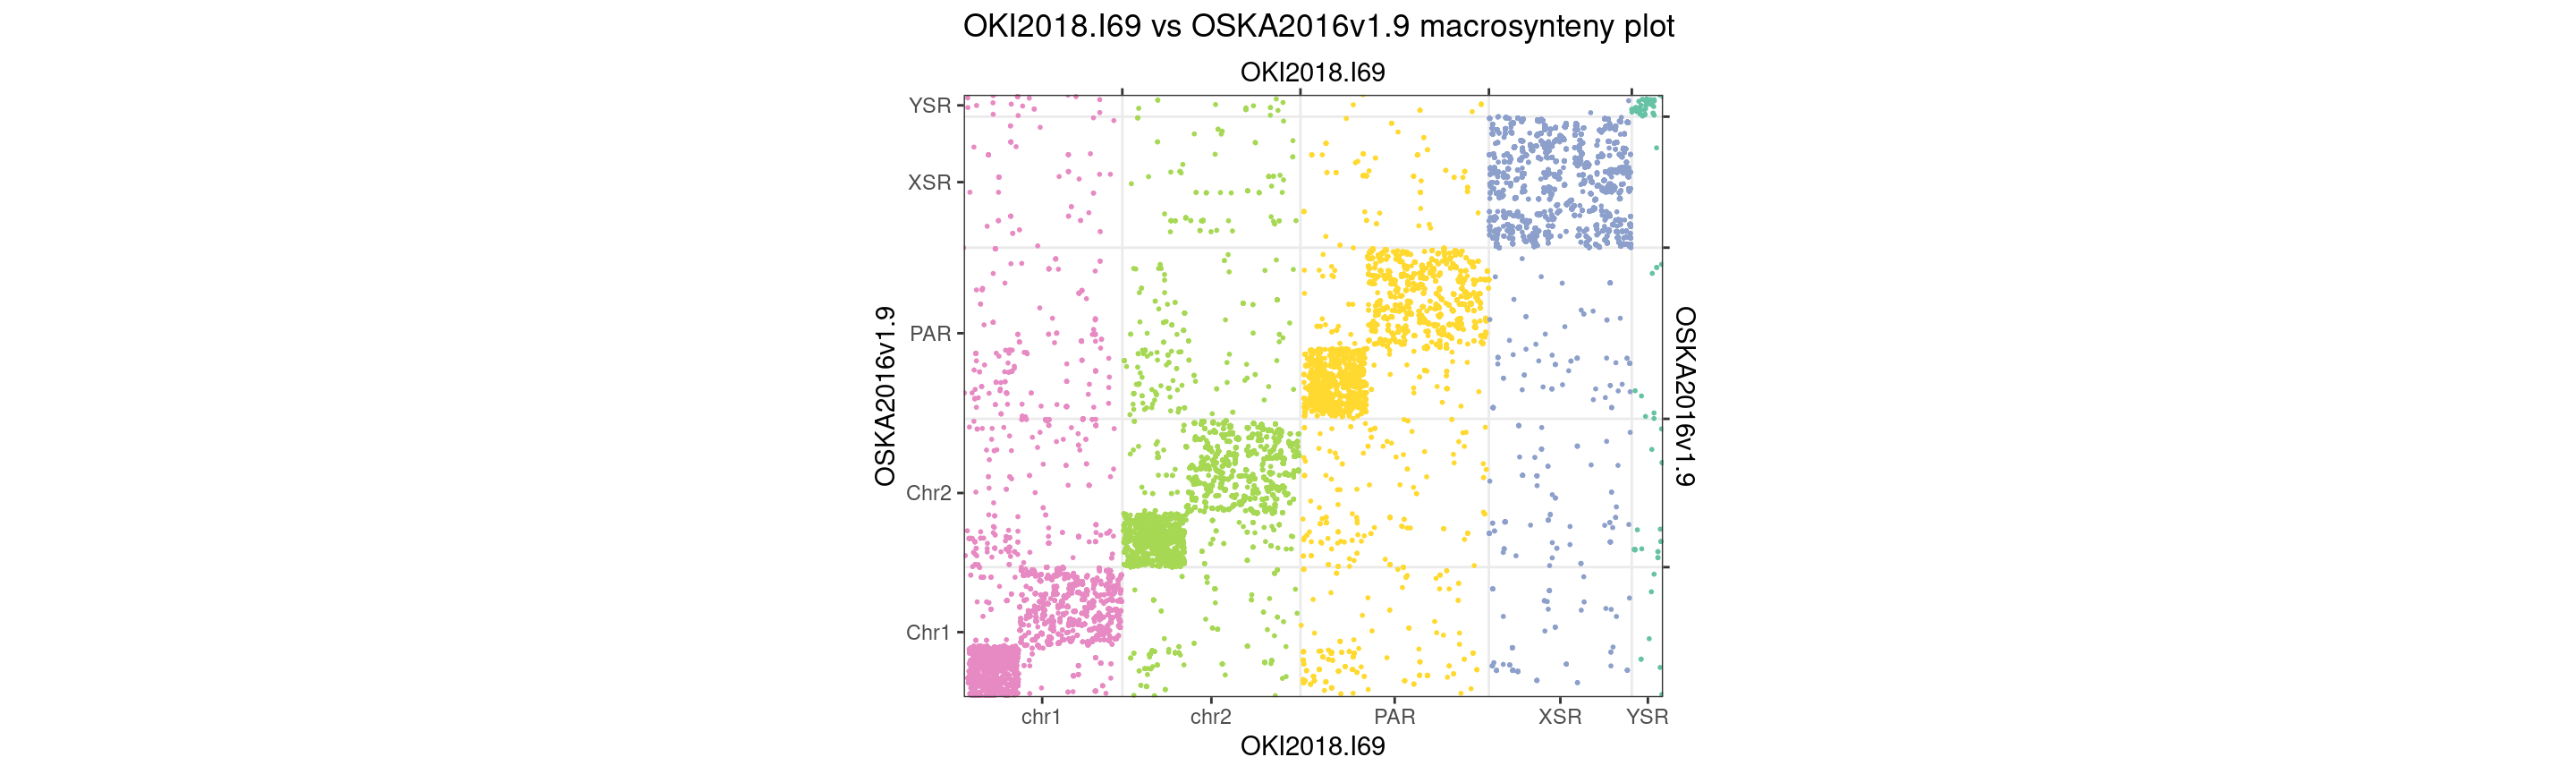 OKI2018.I69 vs OSKA2016v1.9 macrosynteny plot
OKI2018.I69
YSR
XSR
PAR
Chr2
Chr1
OSKA2016v1.9
OSKA2016v1.9
chr1
chr2
PAR
XSR
YSR
OKI2018.I69